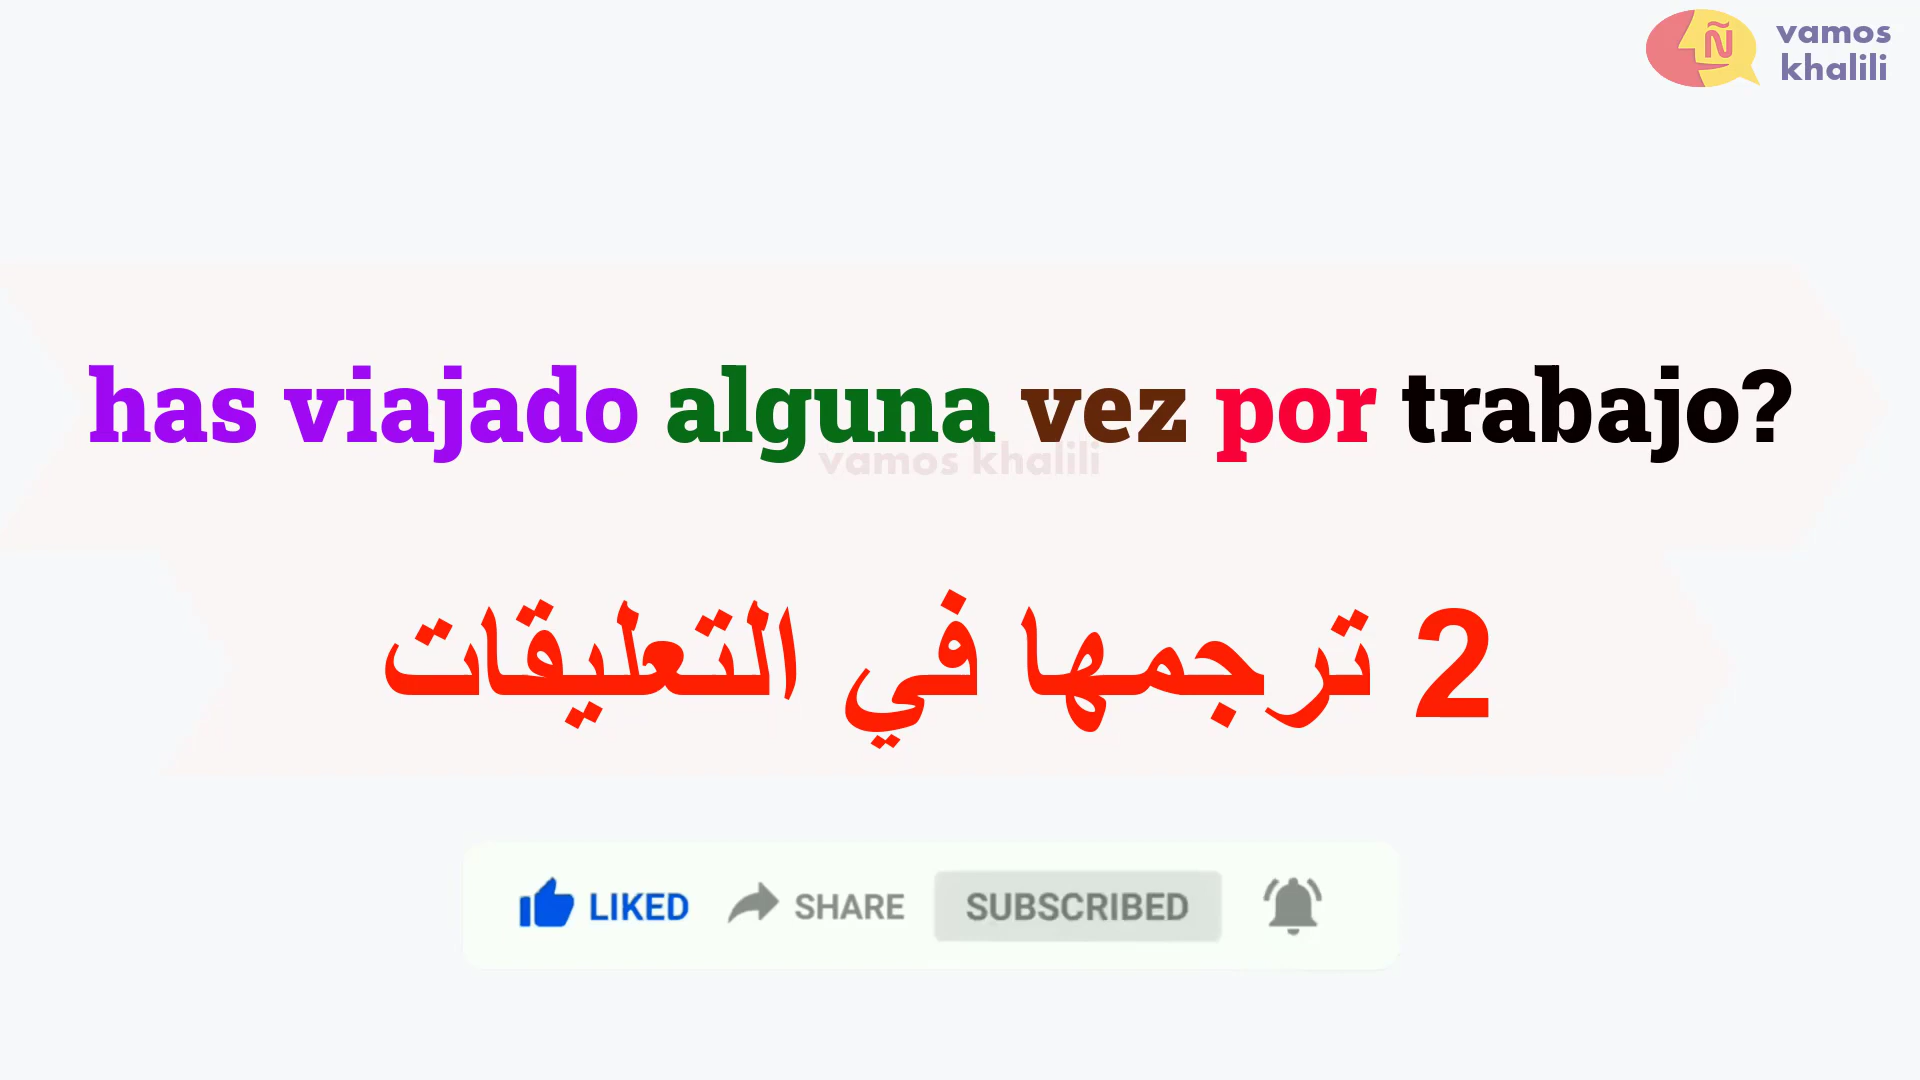 Ñ vamos
khalili
has viajado alguna vez por trabajo?
vamos khalili
2 ترجمها في التعليقات
LIKED SHARE SUBSCRIBED